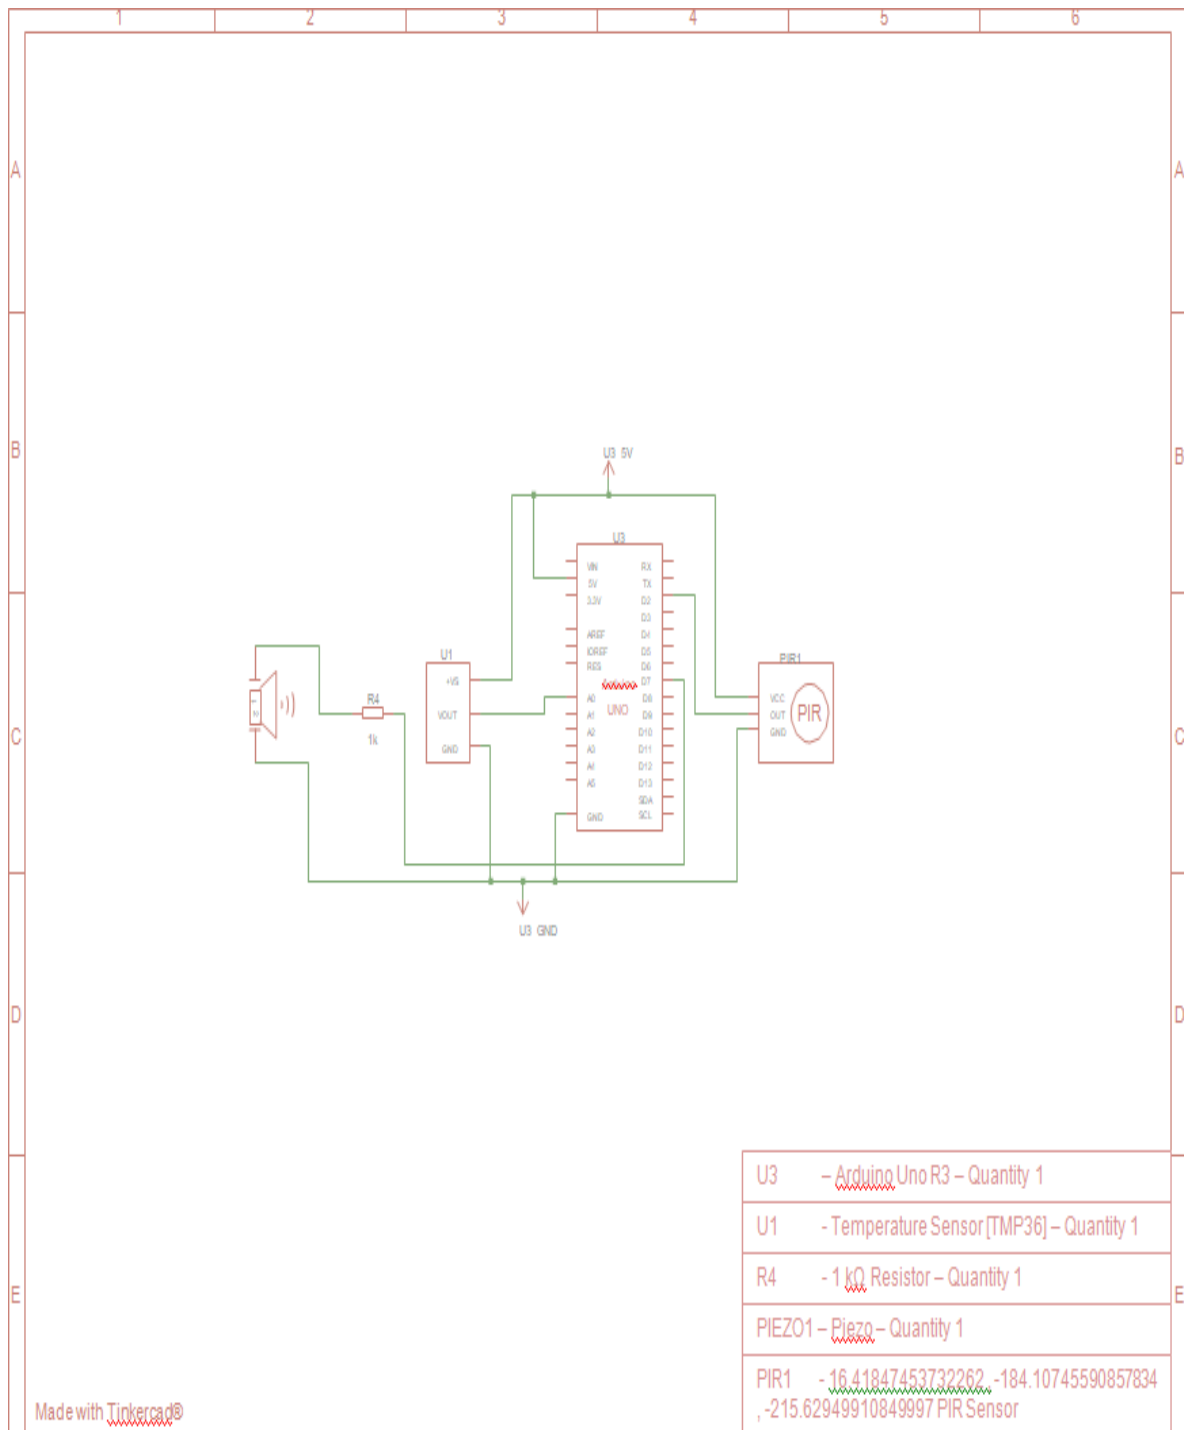 1 2 3 4 5 6
A A
B B
U3 5V
U3
VIN RX
5V TX
3.3V D2
D3
AREF D4
IOREF D5
RES D6
D7
A0 D8
A1 D9
A2 D10
A3 D11
A4 D12
A5 D13
SDA
GND SCL
UNO
U1
+VS
VOUT
GND
R4
1k
PIR1
VCC
OUT
GND
PIR
C C
U3 GND
D D
E E
U3 – Arduino Uno R3 – Quantity 1
U1 - Temperature Sensor [TMP36] – Quantity 1
R4 - 1 kΩ Resistor – Quantity 1
PIEZO1 – Piezo – Quantity 1
PIR1 - 16.41847453732262 , -184.10745590857834
, -215.62949910849997 PIR Sensor
Made with Tinkercad®